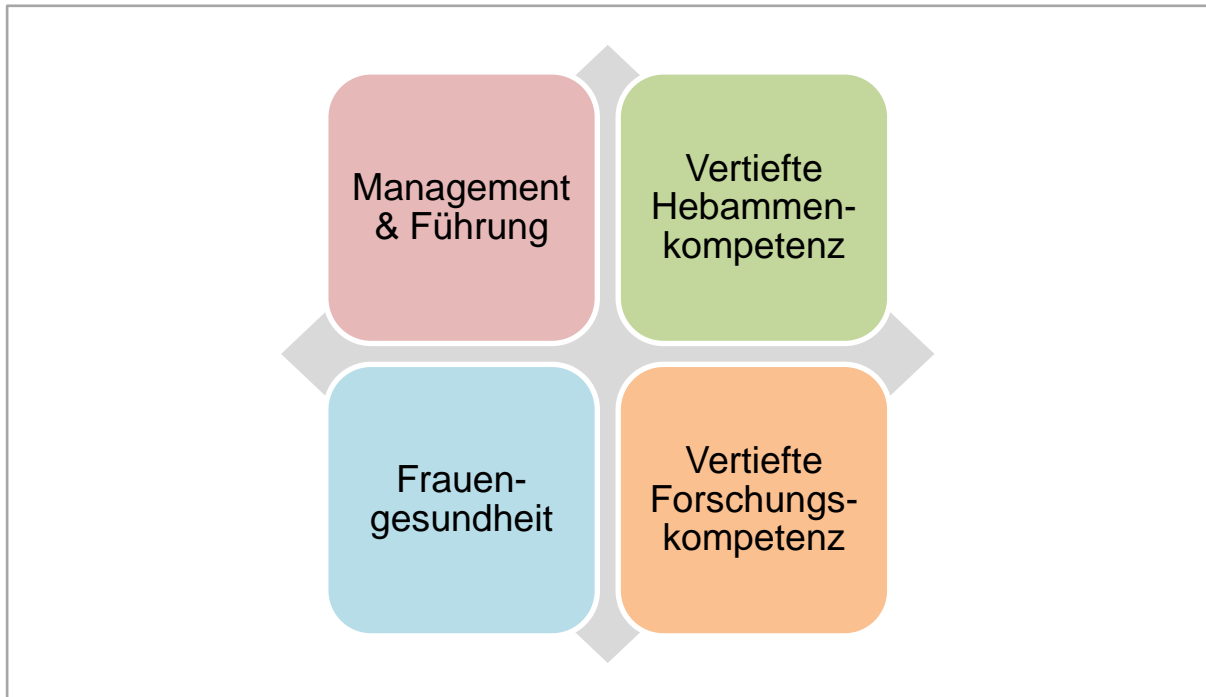 Management
& Führung
Vertiefte
Hebammen-
kompetenz
Frauen-
gesundheit
Vertiefte
Forschungs-
kompetenz